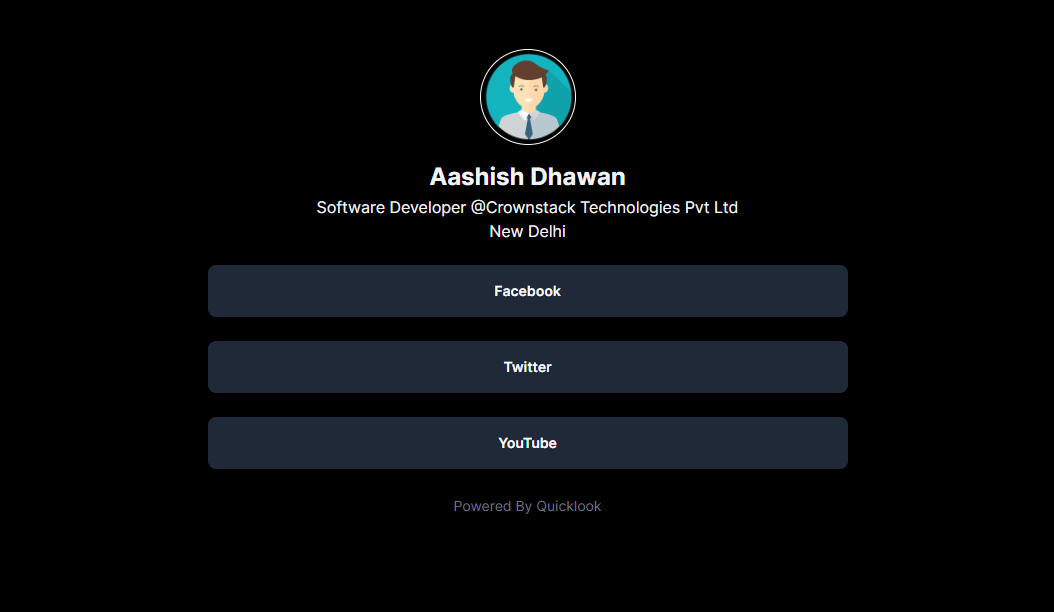 Aashish Dhawan
Software Developer @Crownstack Technologies Pvt Ltd
New Delhi
Facebook
Twitter
YouTube
Powered By Quicklook